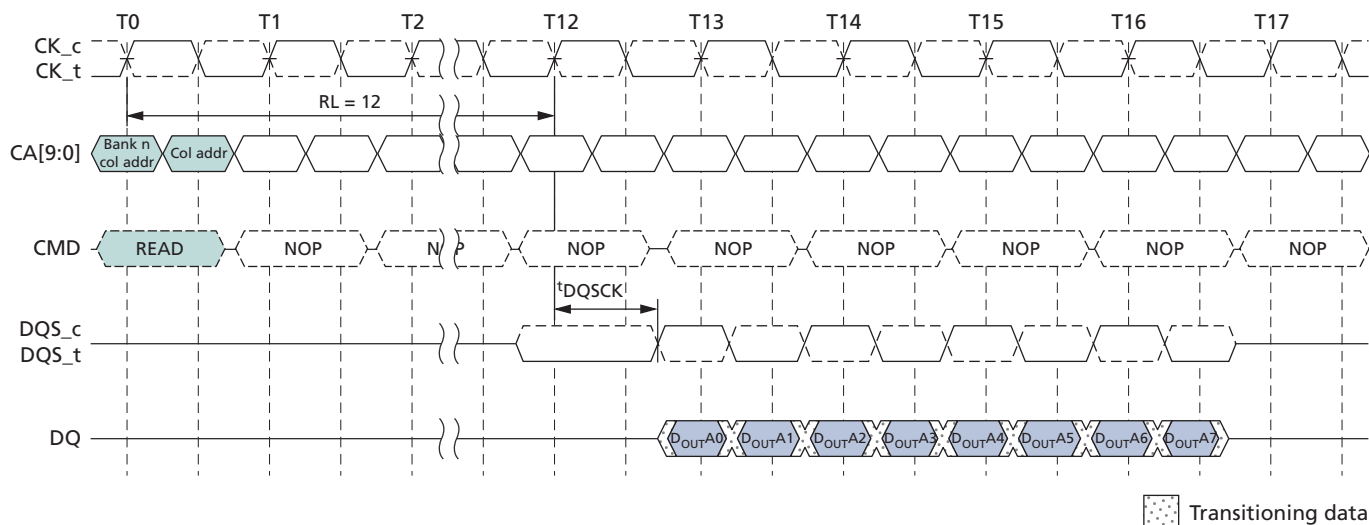 T0 T1 T2 T12 T13 T14 T15 T16 T17
CK_c
CK_t
RL = 12
CA[9:0]
Bank n
col addr
Col addr
CMD
READ NOP NOP NOP NOP NOP NOP NOP NOP
tDQSCK
DQS_c
DQS_t
DQ
DOUTA0 DOUTA1 DOUTA2 DOUTA3 DOUTA4 DOUTA5 DOUTA6 DOUTA7
Transitioning data